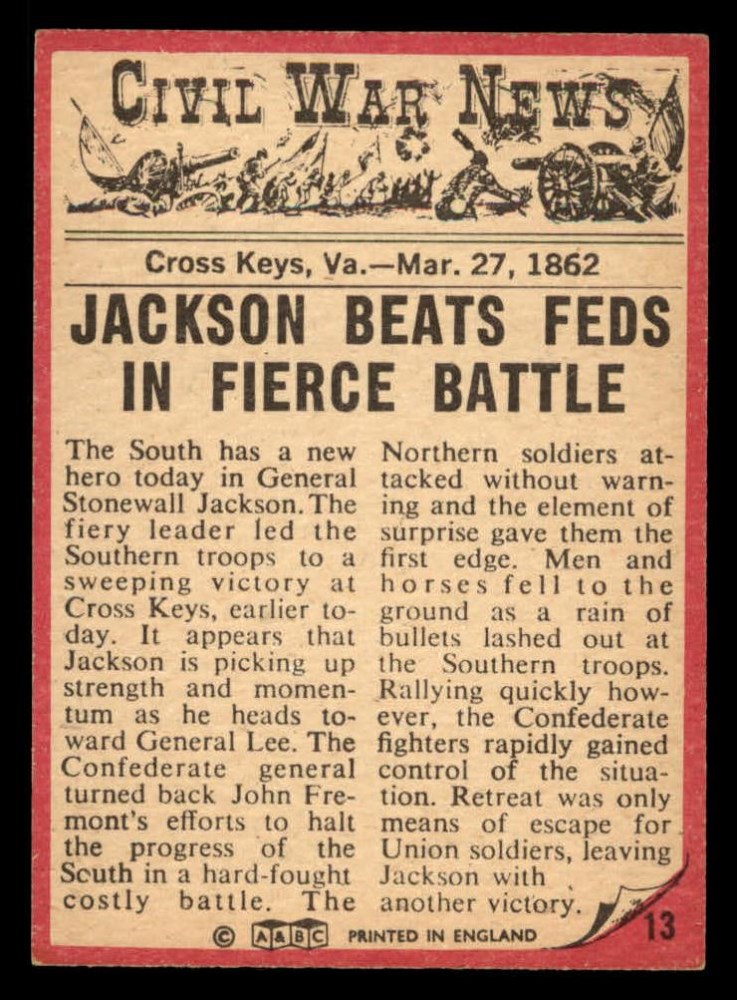 CIVIL WAR NEWS
Cross Keys, Va.—Mar. 27, 1862
JACKSON BEATS FEDS
IN FIERCE BATTLE
The South has a new
hero today in General
Stonewall Jackson. The
fiery leader led the
Southern troops to a
sweeping victory at
Cross Keys, earlier to-
day. It appears that
Jackson is picking up
strength and momen-
tum as he heads to-
ward General Lee. The
Confederate general
turned back John Fre-
mont's efforts to halt
the progress of the
South in a hard-fought
costly battle. The
Northern soldiers at-
tacked without warn-
ing and the element of
surprise gave them the
first edge. Men and
horses fell to the
ground as a rain of
bullets lashed out at
the Southern troops.
Rallying quickly how-
ever, the Confederate
fighters rapidly gained
control of the situa-
tion. Retreat was only
means of escape for
Union soldiers, leaving
Jackson with
another victory.
© A&BC PRINTED IN ENGLAND
13